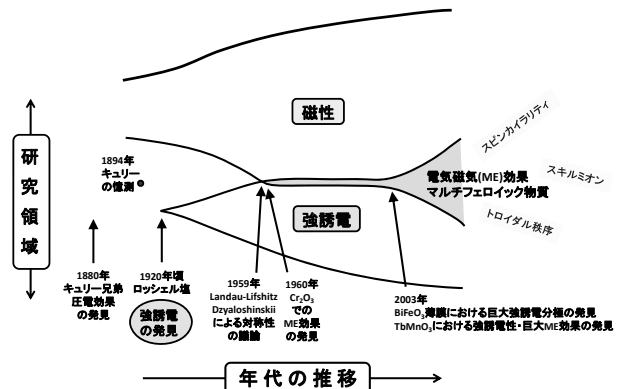 磁性
スピンカイラリティ
研究領域
1894年
キュリー
の憶測
電気磁気(ME)効果
マルチフェロイック物質
スキルミオン
強誘電
トロイダル秩序
1880年
キュリー兄弟
圧電効果
の発見
1920年頃
ロッシェル塩
強誘電
の発見
1959年
Landau-Lifshitz
Dzyaloshinskii
による対称性
の議論
1960年
Cr₂O₃
での
ME効果
の発見
2003年
BiFeO₃薄膜における巨大強誘電分極の発見
TbMnO₃における強誘電性・巨大ME効果の発見
年代の推移